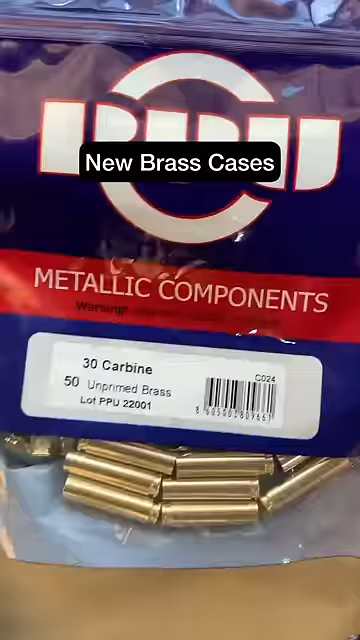 PPU
New Brass Cases
METALLIC COMPONENTS
Warning!
30 Carbine
50 Unprimed Brass
Lot PPU 22001
C024